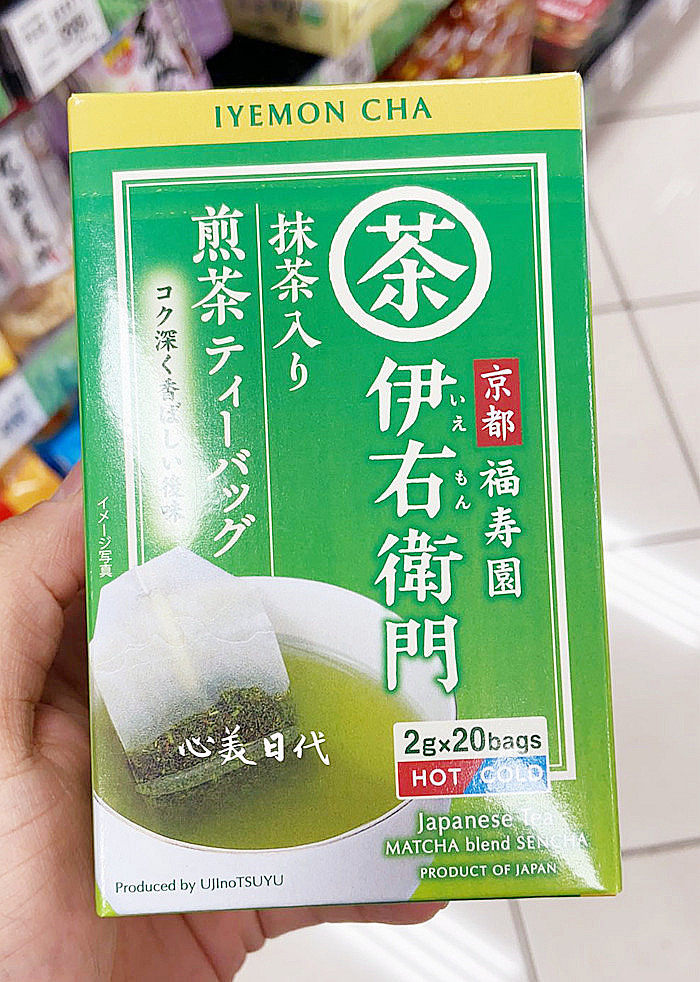 IYEMON CHA
茶
京都
福寿園
伊右衛門
いえもん
抹茶入り
煎茶ティーバッグ
コク深く香ばしい後味
イメージ写真
心美日代
2g×20bags
HOT/COLD
Japanese Tea
MATCHA blend SENCHA
PRODUCT OF JAPAN
Produced by UJInoTSUYU